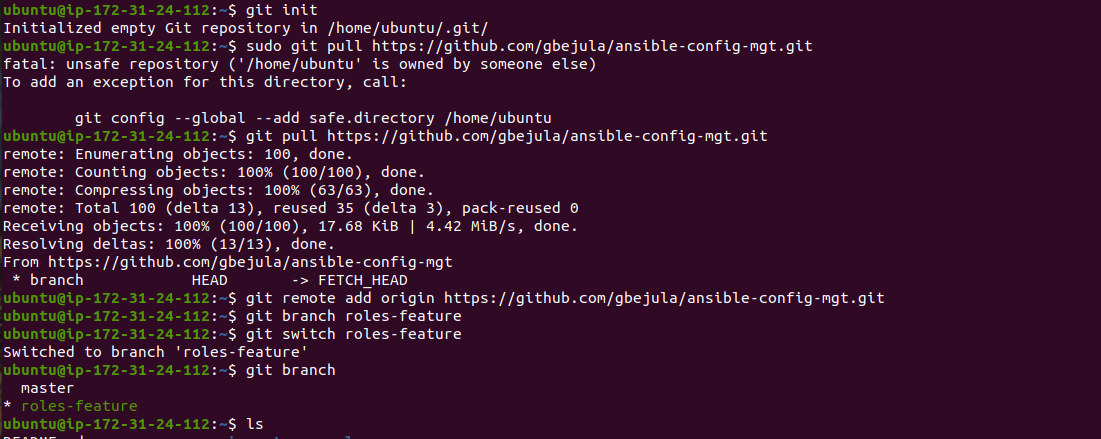 ubuntu@ip-172-31-24-112:~$ git init
Initialized empty Git repository in /home/ubuntu/.git/
ubuntu@ip-172-31-24-112:~$ sudo git pull https://github.com/gbejula/ansible-config-mgt.git
fatal: unsafe repository ('/home/ubuntu' is owned by someone else)
To add an exception for this directory, call:
git config --global --add safe.directory /home/ubuntu
ubuntu@ip-172-31-24-112:~$ git pull https://github.com/gbejula/ansible-config-mgt.git
remote: Enumerating objects: 100, done.
remote: Counting objects: 100% (100/100), done.
remote: Compressing objects: 100% (63/63), done.
remote: Total 100 (delta 13), reused 35 (delta 3), pack-reused 0
Receiving objects: 100% (100/100), 17.68 KiB | 4.42 MiB/s, done.
Resolving deltas: 100% (13/13), done.
From https://github.com/gbejula/ansible-config-mgt
* branch            HEAD       -> FETCH_HEAD
ubuntu@ip-172-31-24-112:~$ git remote add origin https://github.com/gbejula/ansible-config-mgt.git
ubuntu@ip-172-31-24-112:~$ git branch roles-feature
ubuntu@ip-172-31-24-112:~$ git switch roles-feature
Switched to branch 'roles-feature'
ubuntu@ip-172-31-24-112:~$ git branch
master
* roles-feature
ubuntu@ip-172-31-24-112:~$ ls